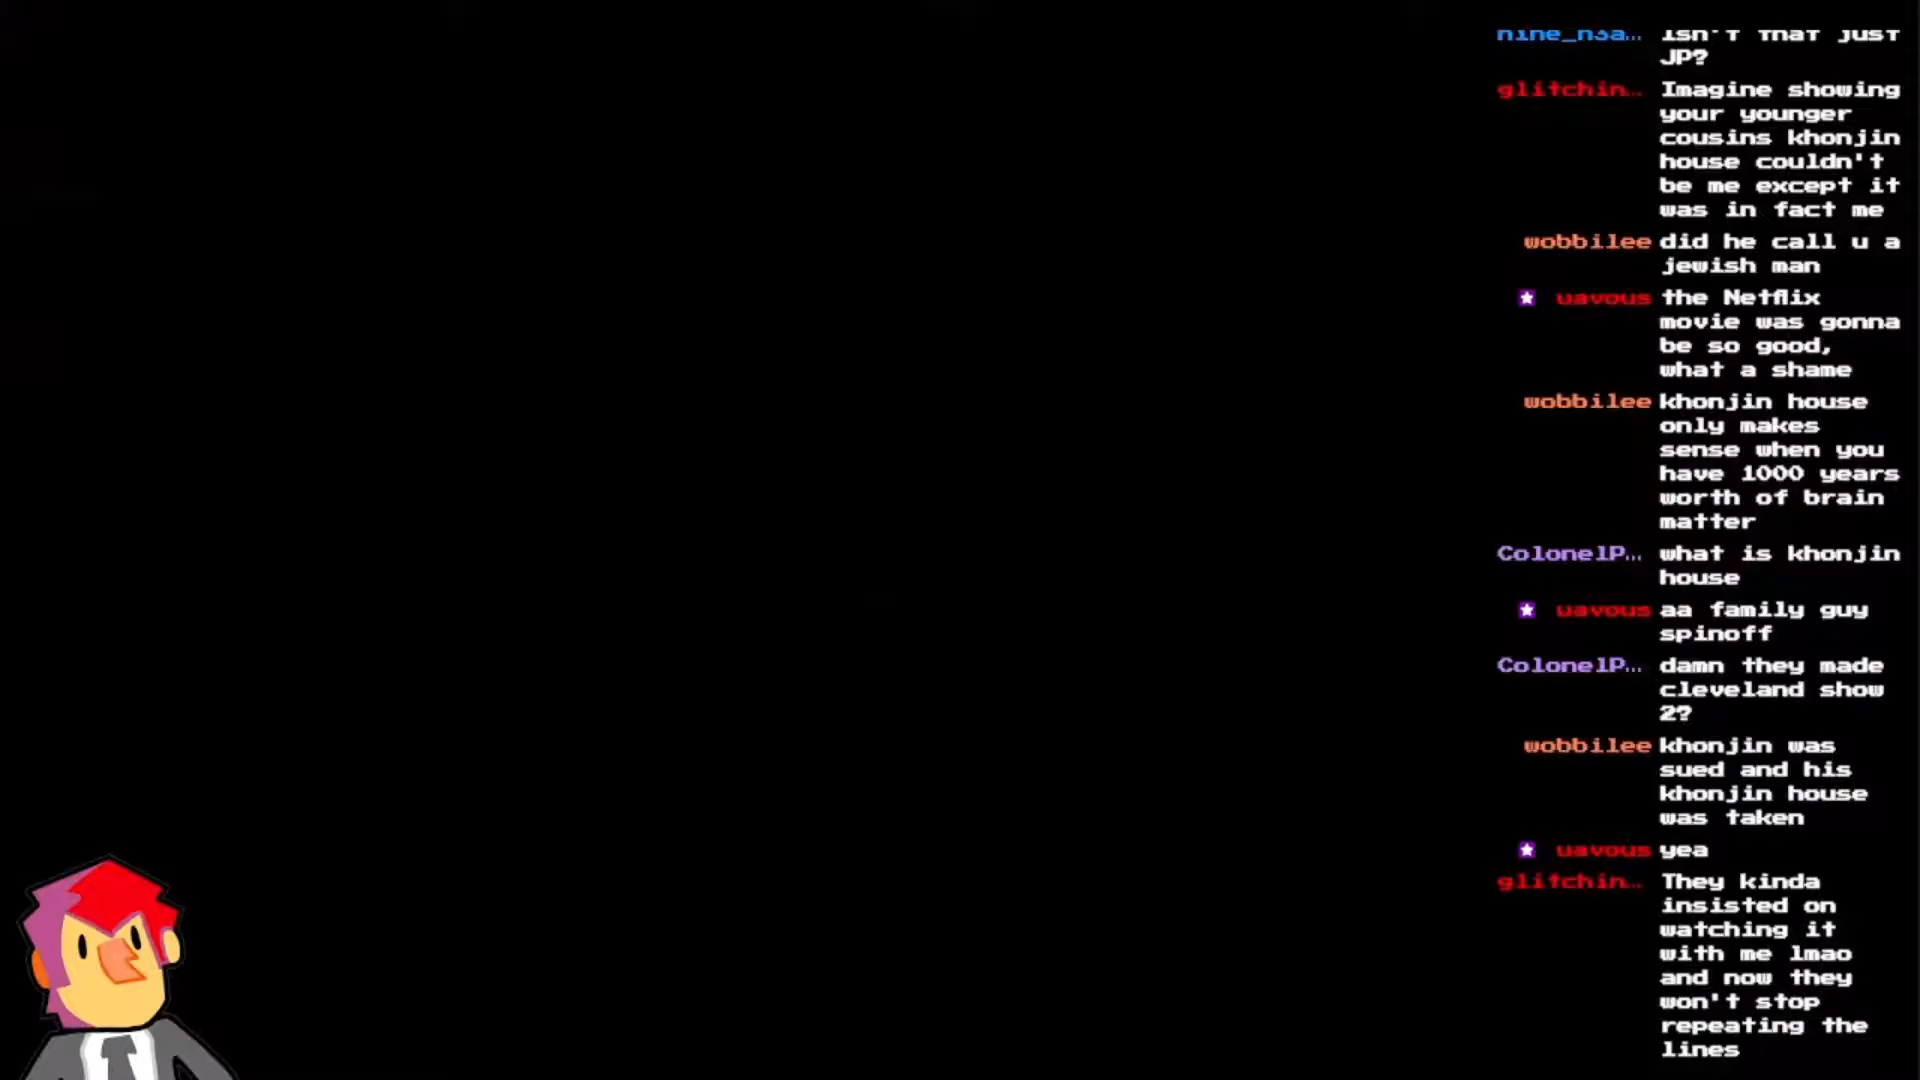 nine_n3a… isn't that just
JP?
glitchin… Imagine showing
your younger
cousins khonjin
house couldn't
be me except it
was in fact me
wobbilee did he call u a
jewish man
uavous the Netflix
movie was gonna
be so good,
what a shame
wobbilee khonjin house
only makes
sense when you
have 1000 years
worth of brain
matter
ColonelP… what is khonjin
house
uavous aa family guy
spinoff
ColonelP… damn they made
cleveland show
2?
wobbilee khonjin was
sued and his
khonjin house
was taken
uavous yea
glitchin… They kinda
insisted on
watching it
with me lmao
and now they
won't stop
repeating the
lines